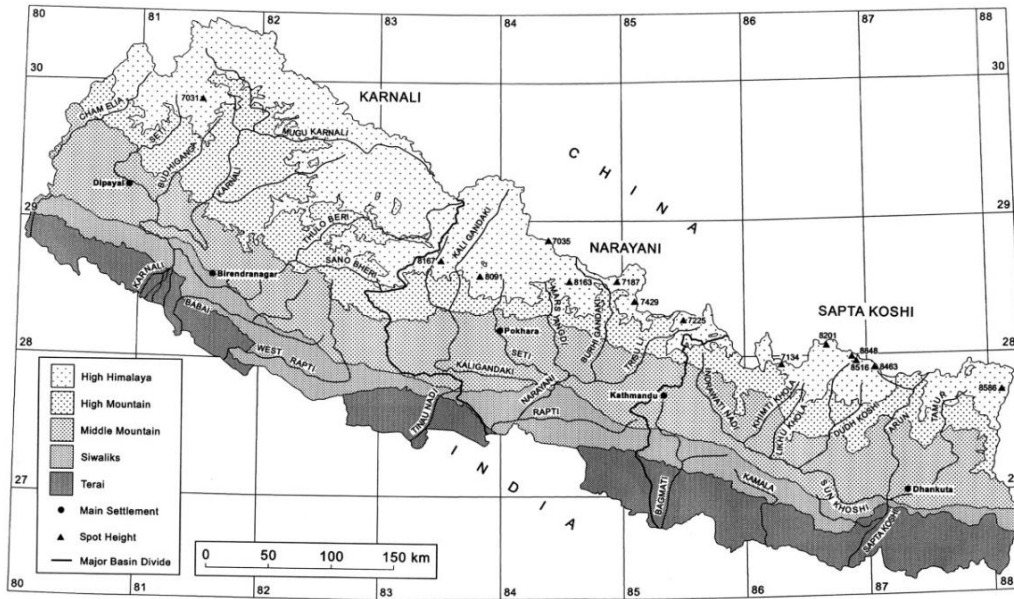 80
81
82
83
84
85
86
87
88
30
30
KARNALI
7031
CHAMELIA
SETI
BUDHIGANGA
KARNALI
MUGU KARNALI
CHINA
Dipayal
29
29
THULO BERI
SANO BHERI
KALI GANDAKI
NARAYANI
7035
8167
8091
8163
7187
7429
7225
MARSYANGDI
BURHI GANDAKI
TRISULI
SAPTA KOSHI
8201
8848
8516
8463
7134
8586
KARNALI
Birendranagar
BABAI
28
28
WEST RAPTI
Pokhara
SETI
KALIGANDAKI
NARAYANI
RAPTI
TINAU NADI
Kathmandu
INDRWATI NADI
KHIMTI KHOLA
LIKHU KHOLA
DUDH KOSHI
ARUN
TAMUR
INDIA
27
BAGMATI
KAMALA
SUN KHOSHI
SAPTA KOSHI
Dhankuta
High Himalaya
High Mountain
Middle Mountain
Siwaliks
Terai
Main Settlement
Spot Height
Major Basin Divide
0 50 100 150 km
80
81
82
83
84
85
86
87
88